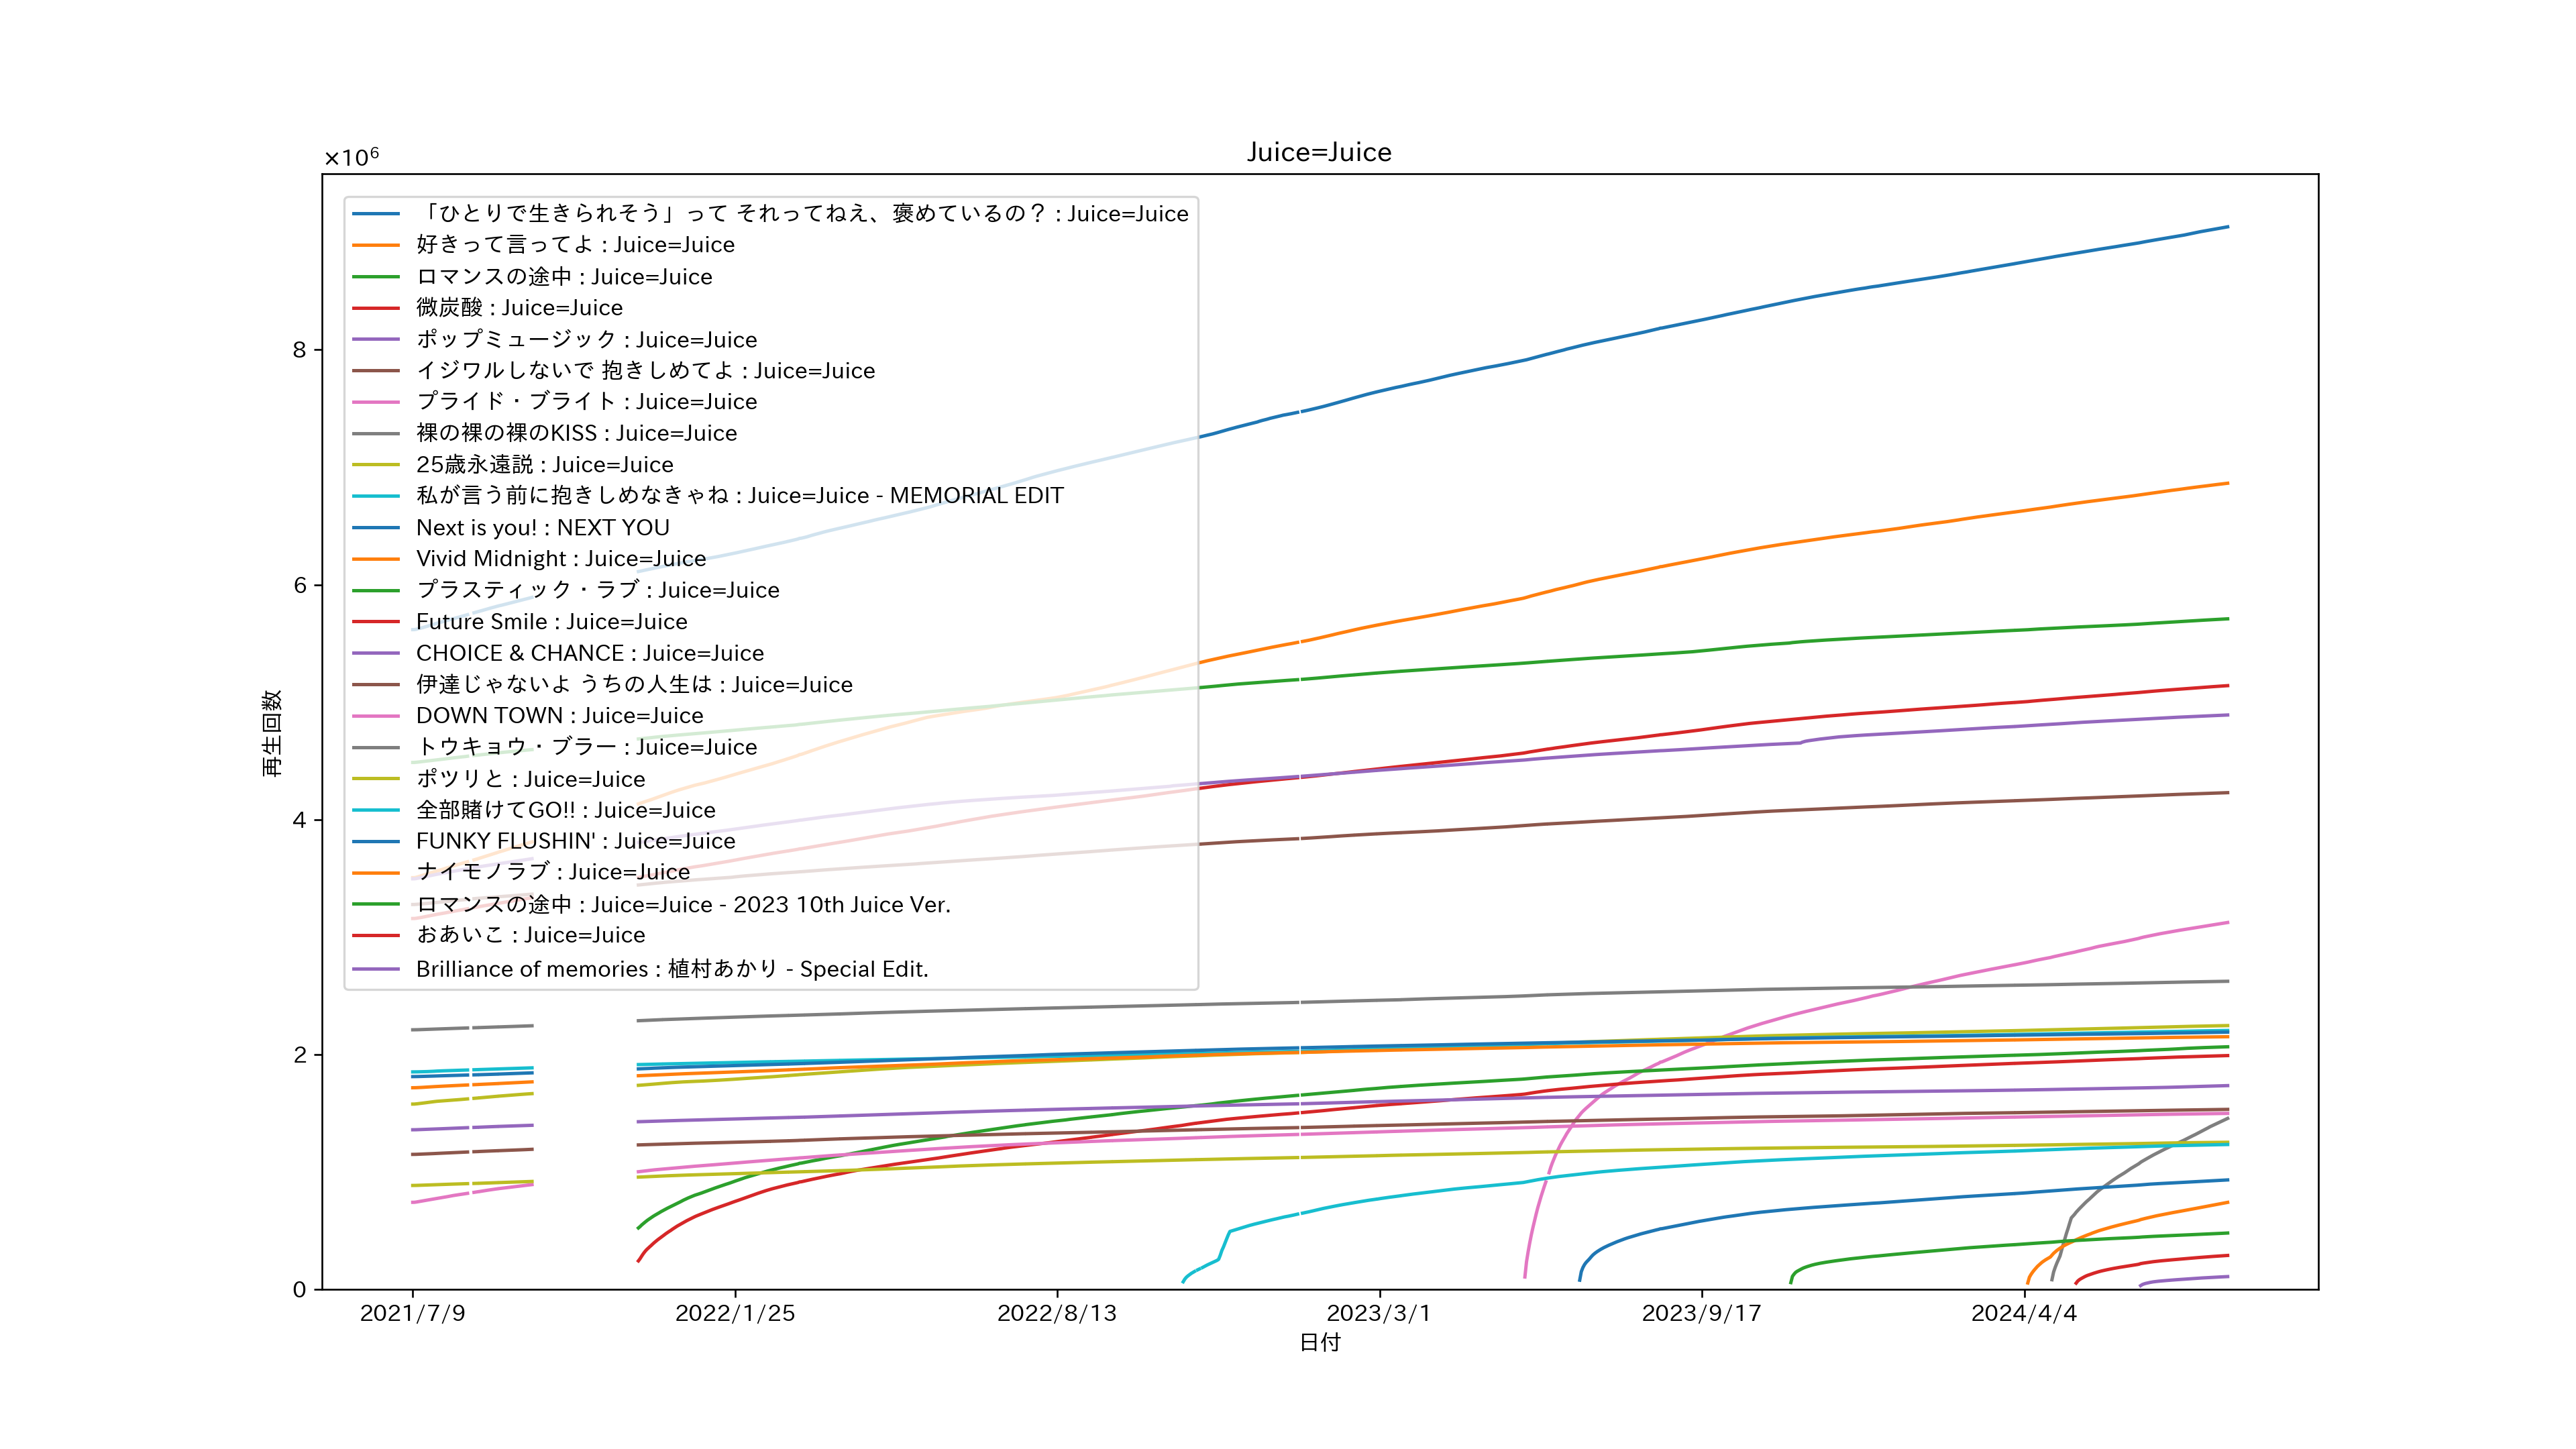 Juice=Juice
×10⁶
「ひとりで生きられそう」って それってねえ、褒めているの？ : Juice=Juice
好きって言ってよ : Juice=Juice
ロマンスの途中 : Juice=Juice
微炭酸 : Juice=Juice
ポップミュージック : Juice=Juice
イジワルしないで 抱きしめてよ : Juice=Juice
プライド・ブライト : Juice=Juice
裸の裸の裸のKISS : Juice=Juice
25歳永遠説 : Juice=Juice
私が言う前に抱きしめなきゃね : Juice=Juice - MEMORIAL EDIT
Next is you! : NEXT YOU
Vivid Midnight : Juice=Juice
プラスティック・ラブ : Juice=Juice
Future Smile : Juice=Juice
CHOICE & CHANCE : Juice=Juice
伊達じゃないよ うちの人生は : Juice=Juice
DOWN TOWN : Juice=Juice
トウキョウ・ブラー : Juice=Juice
ポツリと : Juice=Juice
全部賭けてGO!! : Juice=Juice
FUNKY FLUSHIN' : Juice=Juice
ナイモノラブ : Juice=Juice
ロマンスの途中 : Juice=Juice - 2023 10th Juice Ver.
おあいこ : Juice=Juice
Brilliance of memories : 植村あかり - Special Edit.
8
6
4
2
0
再生回数
2021/7/9
2022/1/25
2022/8/13
2023/3/1
2023/9/17
2024/4/4
日付